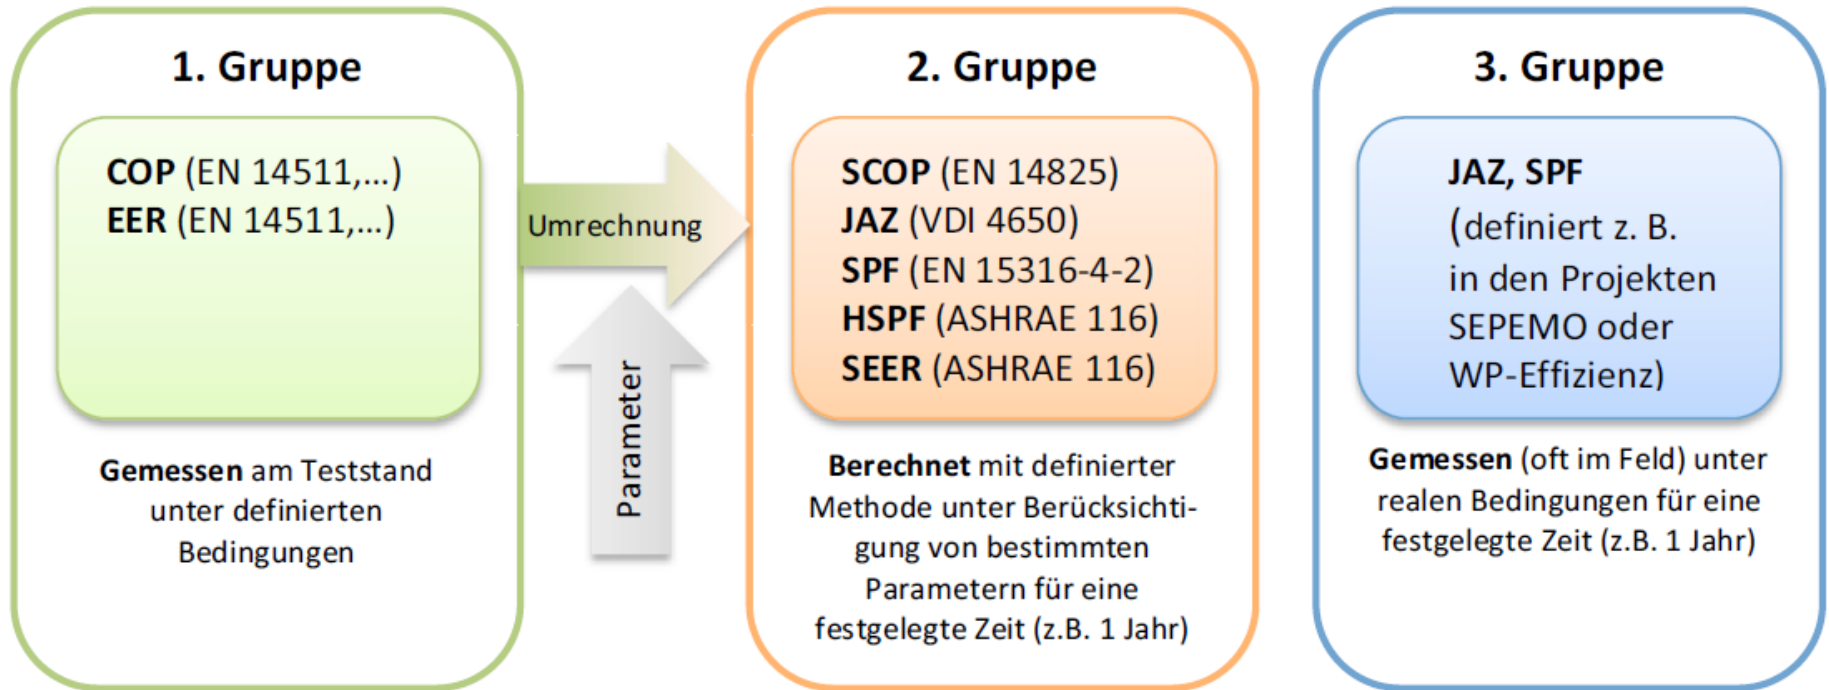 1. Gruppe
COP (EN 14511,...)
EER (EN 14511,...)
Gemessen am Teststand
unter definierten
Bedingungen
Umrechnung
Parameter
2. Gruppe
SCOP (EN 14825)
JAZ (VDI 4650)
SPF (EN 15316-4-2)
HSPF (ASHRAE 116)
SEER (ASHRAE 116)
Berechnet mit definierter
Methode unter Berücksichti-
gung von bestimmten
Parametern für eine
festgelegte Zeit (z.B. 1 Jahr)
3. Gruppe
JAZ, SPF
(definiert z. B.
in den Projekten
SEPEMO oder
WP-Effizienz)
Gemessen (oft im Feld) unter
realen Bedingungen für eine
festgelegte Zeit (z.B. 1 Jahr)